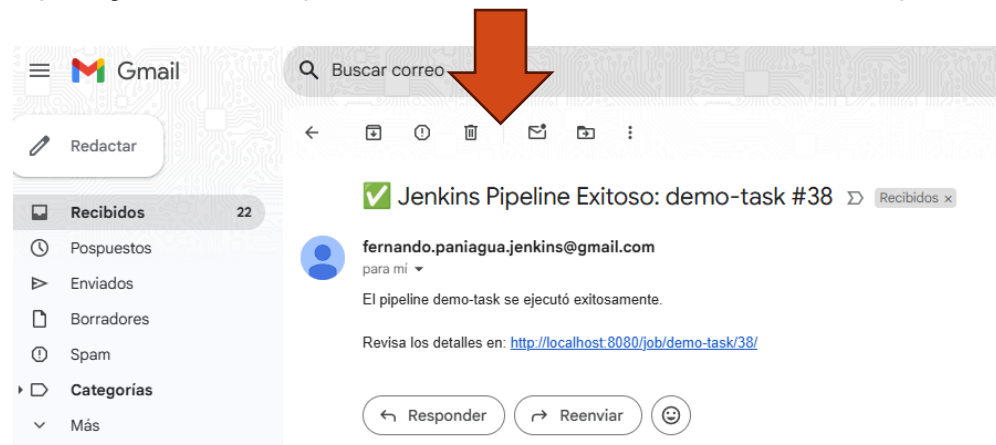 Gmail
Buscar correo
Redactar
✅ Jenkins Pipeline Exitoso: demo-task #38 Recibidos ×
Recibidos 22
fernando.paniagua.jenkins@gmail.com
Pospuestos
para mí
Enviados
El pipeline demo-task se ejecutó exitosamente.
Borradores
Revisa los detalles en: http://localhost:8080/job/demo-task/38/
Spam
Categorías
Responder Reenviar
Más